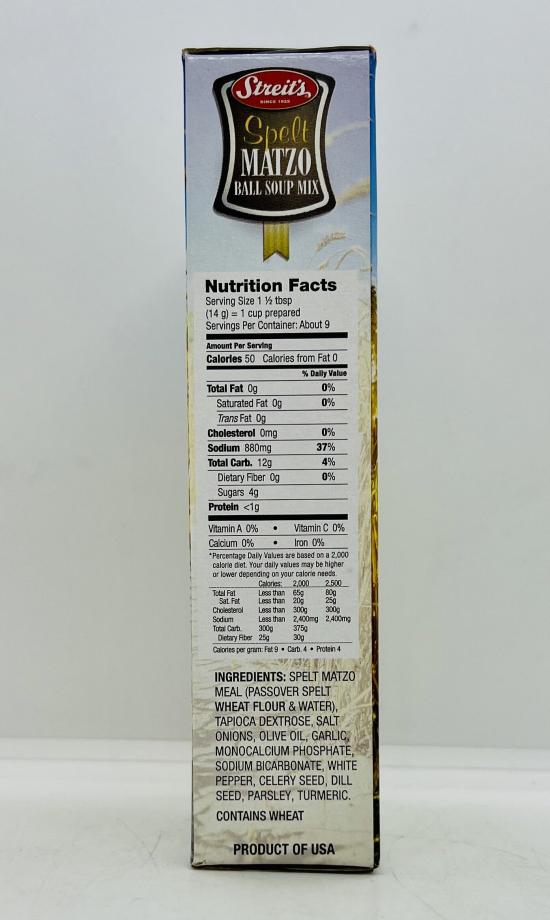 Streit's
SINCE 1925
Spelt
MATZO
BALL SOUP MIX
Nutrition Facts
Serving Size 1 ½ tbsp
(14 g) = 1 cup prepared
Servings Per Container: About 9
Amount Per Serving
Calories 50 Calories from Fat 0
% Daily Value
Total Fat 0g 0%
Saturated Fat 0g 0%
Trans Fat 0g
Cholesterol 0mg 0%
Sodium 880mg 37%
Total Carb. 12g 4%
Dietary Fiber 0g 0%
Sugars 4g
Protein <1g
Vitamin A 0% • Vitamin C 0%
Calcium 0% • Iron 0%
*Percentage Daily Values are based on a 2,000
calorie diet. Your daily values may be higher
or lower depending on your calorie needs.
Calories: 2,000 2,500
Total Fat Less than 65g 80g
Sat. Fat Less than 20g 25g
Cholesterol Less than 300g 300g
Sodium Less than 2,400mg 2,400mg
Total Carb. 300g 375g
Dietary Fiber 25g 30g
Calories per gram: Fat 9 • Carb. 4 • Protein 4
INGREDIENTS: SPELT MATZO
MEAL (PASSOVER SPELT
WHEAT FLOUR & WATER),
TAPIOCA DEXTROSE, SALT
ONIONS, OLIVE OIL, GARLIC,
MONOCALCIUM PHOSPHATE,
SODIUM BICARBONATE, WHITE
PEPPER, CELERY SEED, DILL
SEED, PARSLEY, TURMERIC.
CONTAINS WHEAT
PRODUCT OF USA